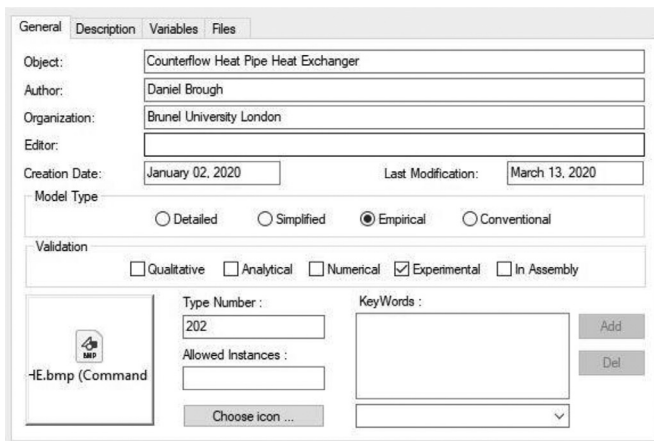 General Description Variables Files
Object: Counterflow Heat Pipe Heat Exchanger
Author: Daniel Brough
Organization: Brunel University London
Editor:
Creation Date: January 02, 2020 Last Modification: March 13, 2020
Model Type
Detailed Simplified Empirical Conventional
Validation
Qualitative Analytical Numerical Experimental In Assembly
Type Number : KeyWords :
202 Add
BMP
Allowed Instances : Del
HE.bmp (Command
Choose icon ...